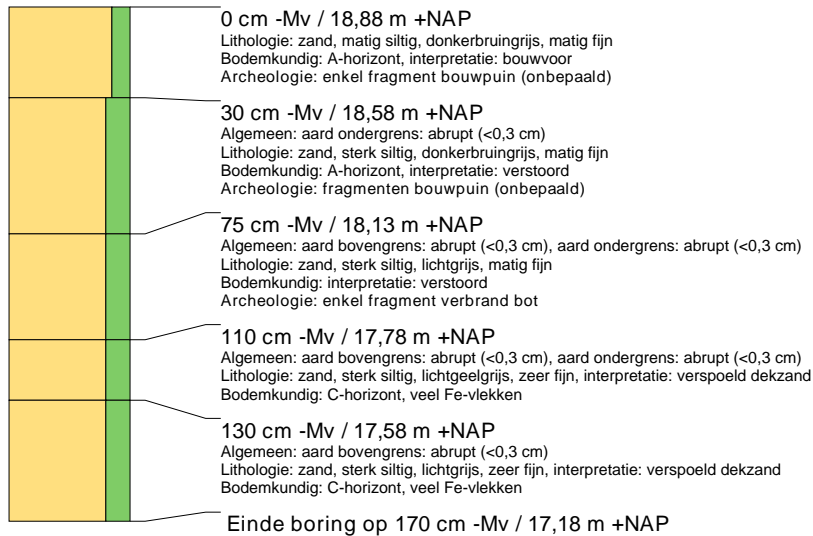 0 cm -Mv / 18,88 m +NAP
Lithologie: zand, matig siltig, donkerbruingrijs, matig fijn
Bodemkundig: A-horizont, interpretatie: bouwvoor
Archeologie: enkel fragment bouwpuin (onbepaald)
30 cm -Mv / 18,58 m +NAP
Algemeen: aard ondergrens: abrupt (<0,3 cm)
Lithologie: zand, sterk siltig, donkerbruingrijs, matig fijn
Bodemkundig: A-horizont, interpretatie: verstoord
Archeologie: fragmenten bouwpuin (onbepaald)
75 cm -Mv / 18,13 m +NAP
Algemeen: aard bovengrens: abrupt (<0,3 cm), aard ondergrens: abrupt (<0,3 cm)
Lithologie: zand, sterk siltig, lichtgrijs, matig fijn
Bodemkundig: interpretatie: verstoord
Archeologie: enkel fragment verbrand bot
110 cm -Mv / 17,78 m +NAP
Algemeen: aard bovengrens: abrupt (<0,3 cm), aard ondergrens: abrupt (<0,3 cm)
Lithologie: zand, sterk siltig, lichtgeelgrijs, zeer fijn, interpretatie: verspoeld dekzand
Bodemkundig: C-horizont, veel Fe-vlekken
130 cm -Mv / 17,58 m +NAP
Algemeen: aard bovengrens: abrupt (<0,3 cm)
Lithologie: zand, sterk siltig, lichtgrijs, zeer fijn, interpretatie: verspoeld dekzand
Bodemkundig: C-horizont, veel Fe-vlekken
Einde boring op 170 cm -Mv / 17,18 m +NAP